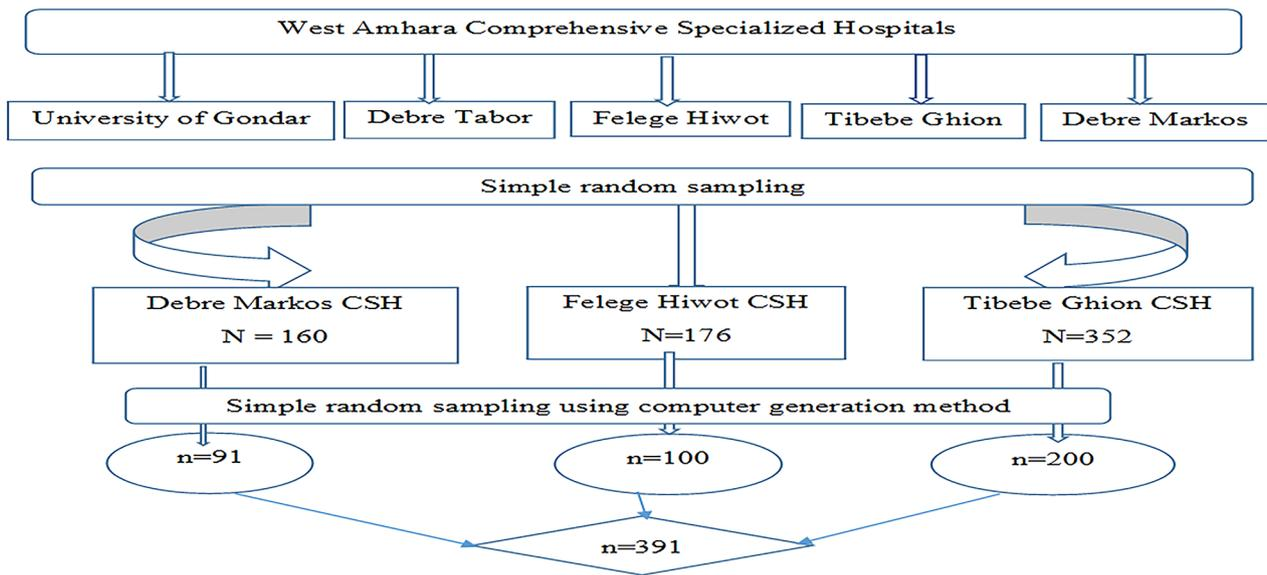 West Amhara Comprehensive Specialized Hospitals
University of Gondar
Debre Tabor
Felege Hiwot
Tibebe Ghion
Debre Markos
Simple random sampling
Debre Markos CSH
N = 160
Felege Hiwot CSH
N=176
Tibebe Ghion CSH
N=352
Simple random sampling using computer generation method
n=91
n=100
n=200
n=391